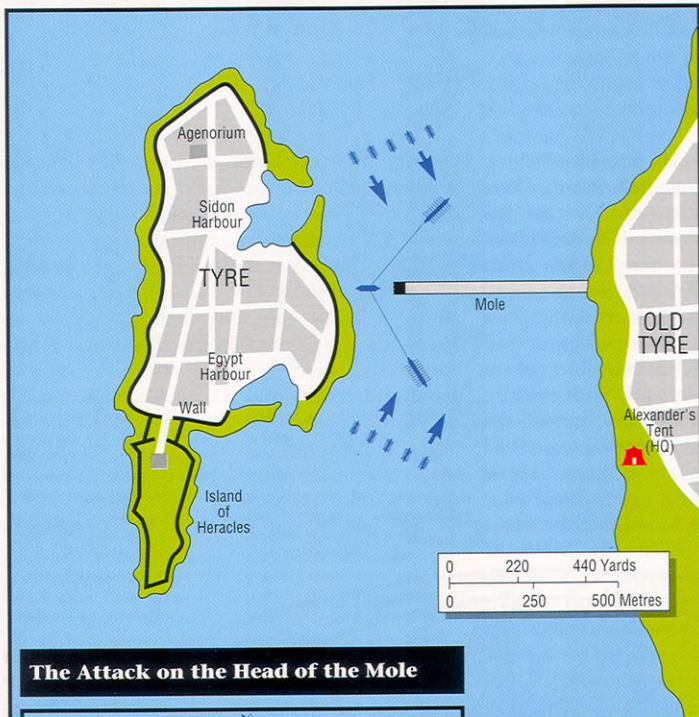 Agenorium
Sidon
Harbour
TYRE
Mole
OLD
TYRE
Egypt
Harbour
Wall
Alexander's
Tent
(HQ)
Island
of
Heracles
0 220 440 Yards
0 250 500 Metres
The Attack on the Head of the Mole